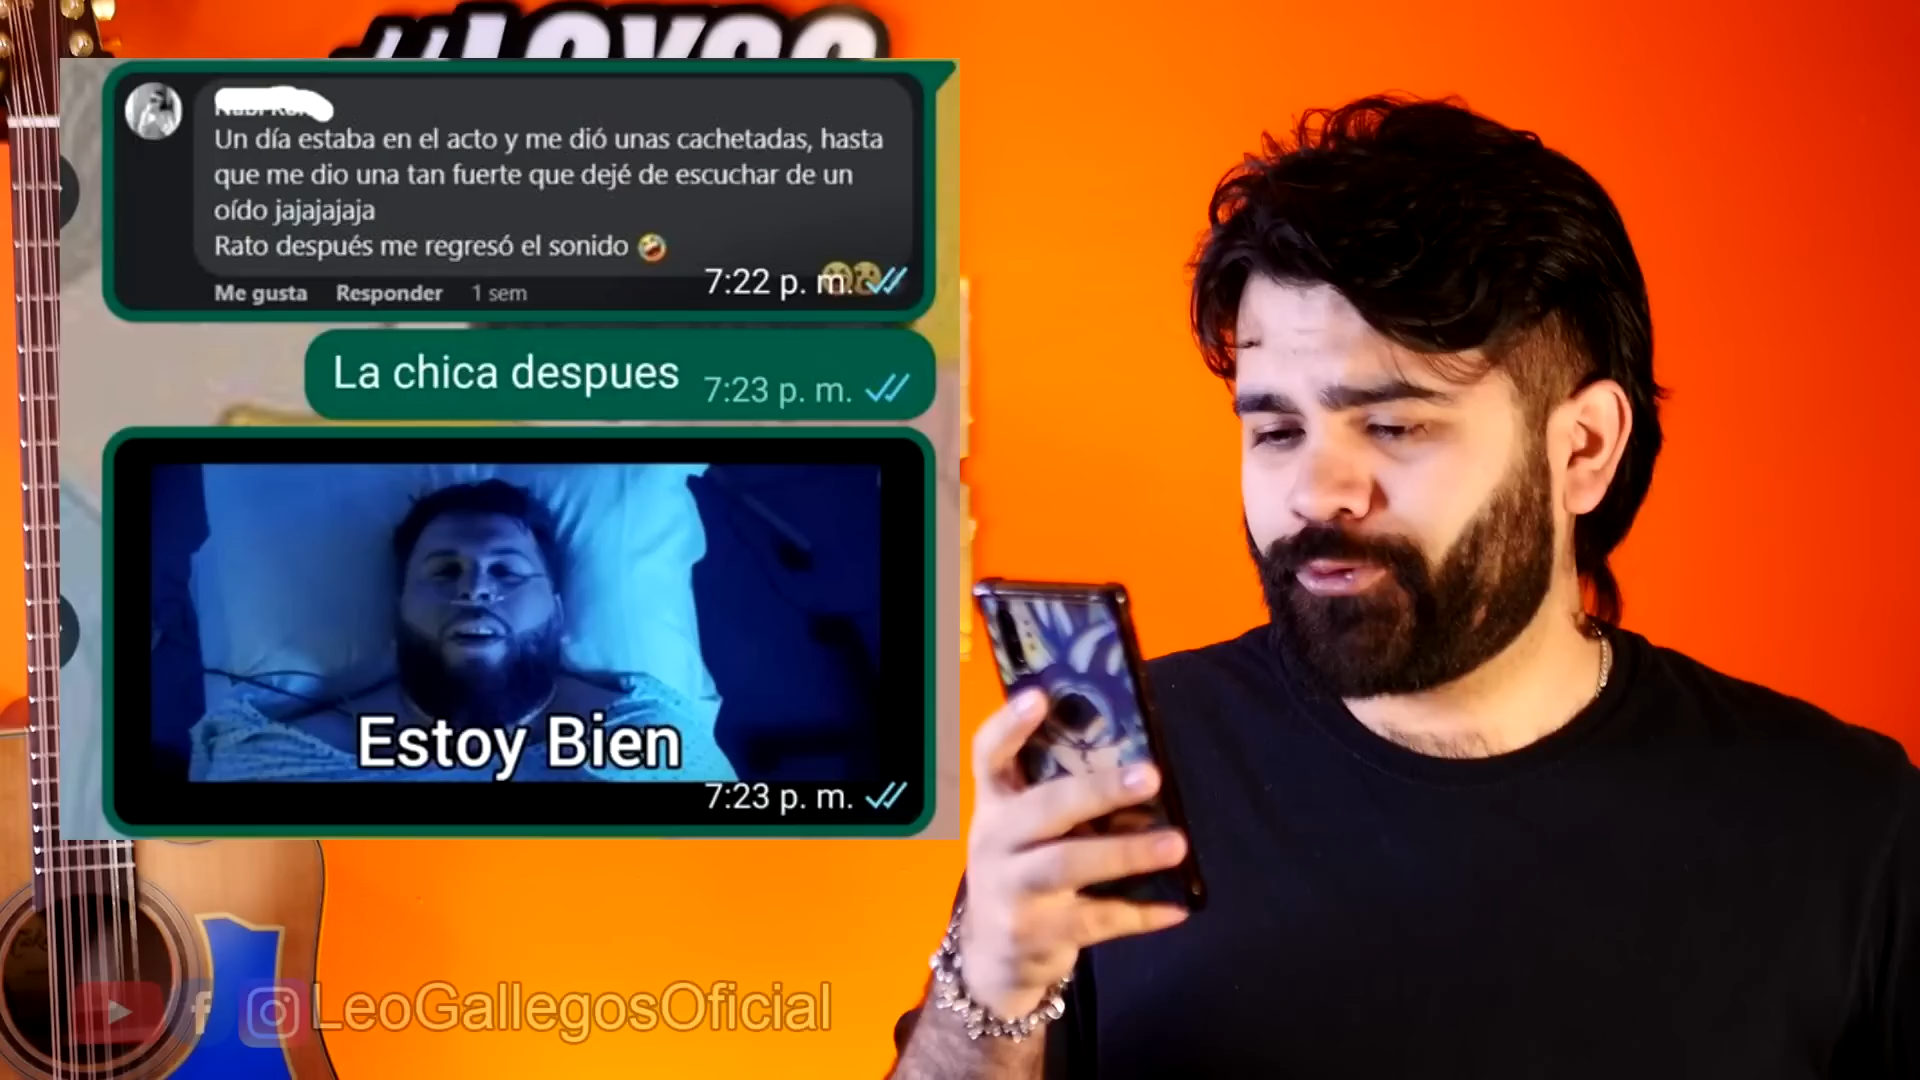 Un día estaba en el acto y me dió unas cachetadas, hasta
que me dio una tan fuerte que dejé de escuchar de un
oído jajajajaja
Rato después me regresó el sonido 🤣
Me gusta Responder 1 sem
7:22 p. m.
La chica despues 7:23 p. m.
Estoy Bien
7:23 p. m.
LeoGallegosOficial